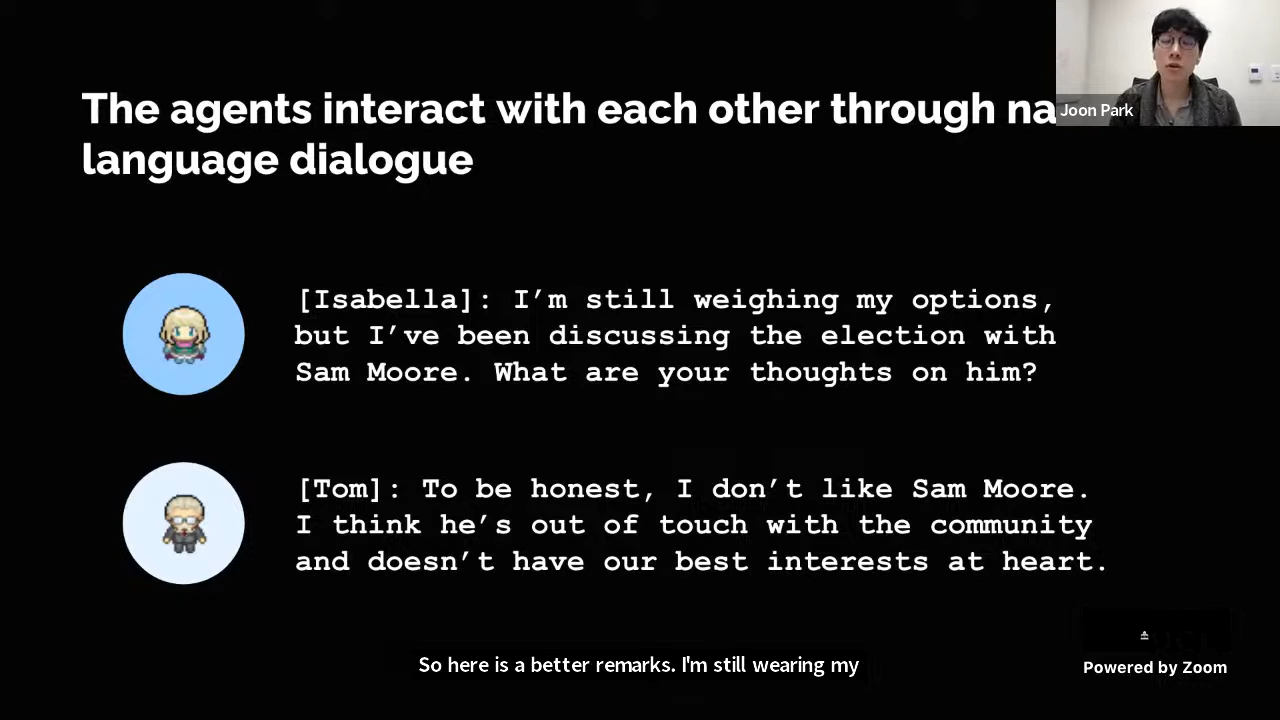 The agents interact with each other through na
language dialogue
Joon Park
[Isabella]: I’m still weighing my options,
but I’ve been discussing the election with
Sam Moore. What are your thoughts on him?
[Tom]: To be honest, I don’t like Sam Moore.
I think he’s out of touch with the community
and doesn’t have our best interests at heart.
So here is a better remarks. I'm still wearing my
Powered by Zoom